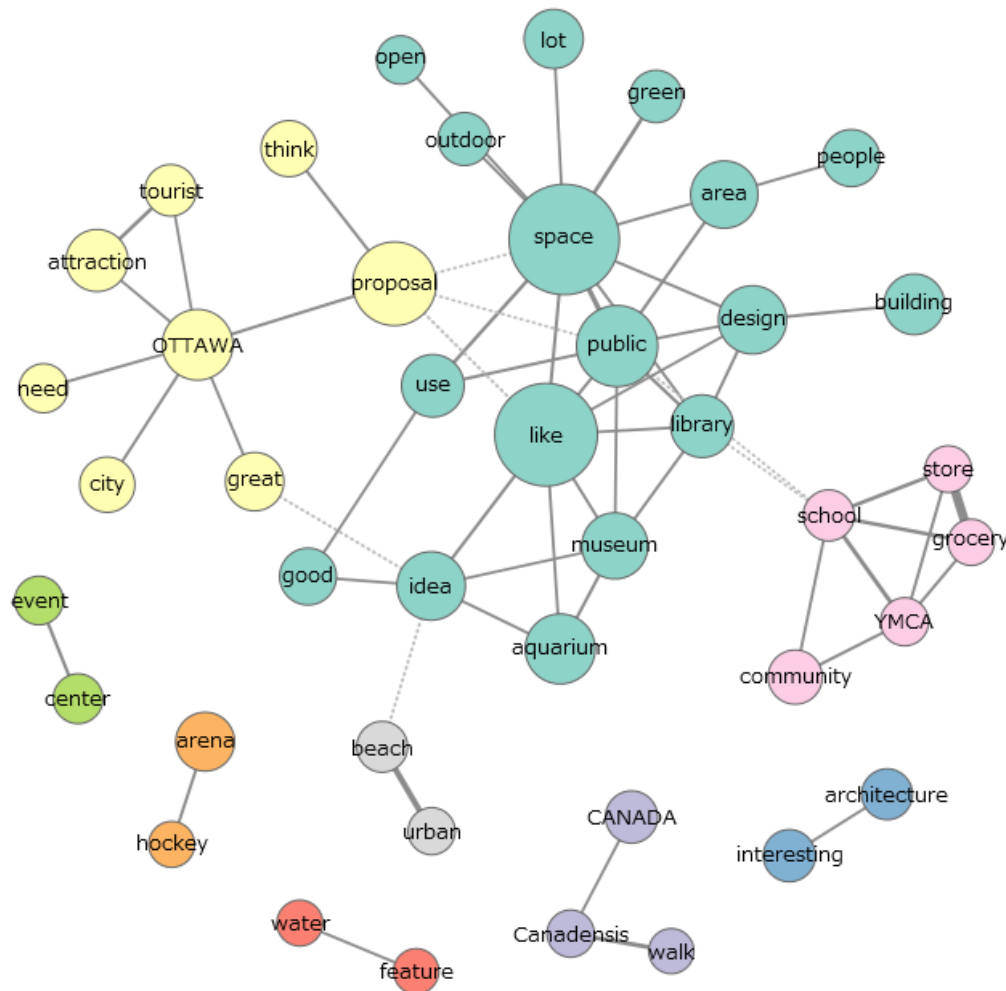 lot
open
green
outdoor
think
people
tourist
area
space
attraction
proposal
building
design
OTTAWA
public
need
use
library
like
store
city
great
school
museum
grocery
good
idea
event
YMCA
aquarium
community
center
arena
beach
architecture
CANADA
urban
hockey
interesting
water
Canadensis
walk
feature